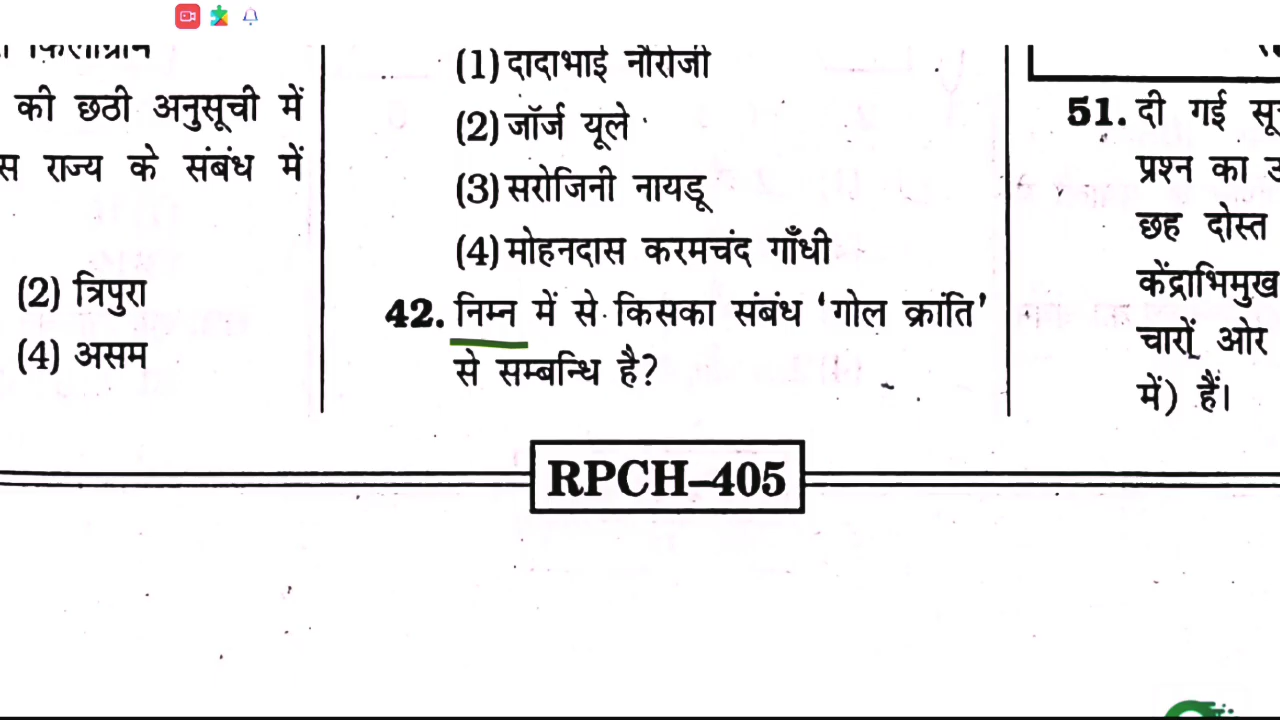 की छठी अनुसूची में
राज्य के संबंध में
(2) त्रिपुरा
(4) असम
(1) दादाभाई नौरोजी
(2) जॉर्ज यूले
(3) सरोजिनी नायडू
(4) मोहनदास करमचंद गाँधी
42. निम्न में से किसका संबंध 'गोल क्रांति'
से सम्बन्धि है?
51. दी गई
प्रश्न का
छह दोस्त
केंद्राभिमुख
चारों ओर
में) हैं।
RPCH–405